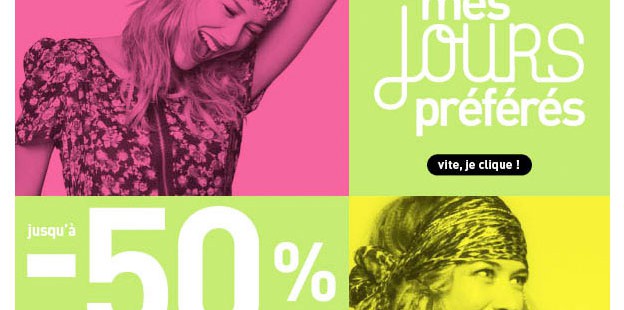 mes
jours
préférés
vite, je clique !
jusqu'à
-50%